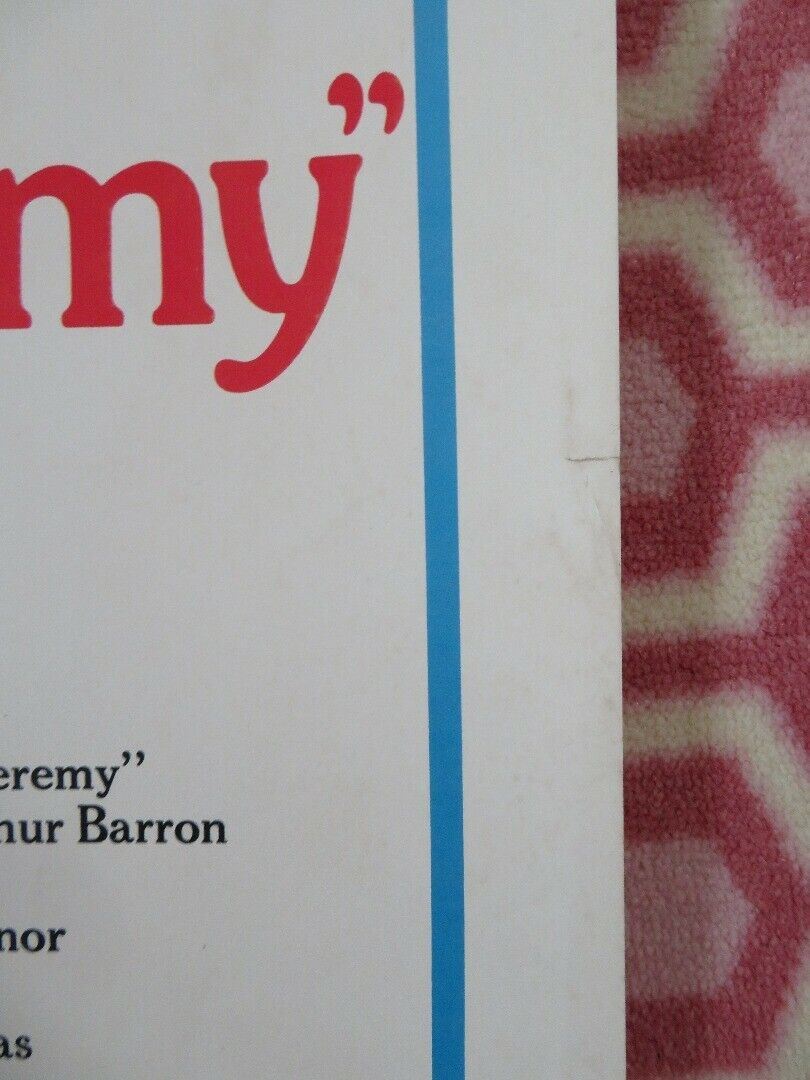 my”
eremy”
hur Barron
nor
as